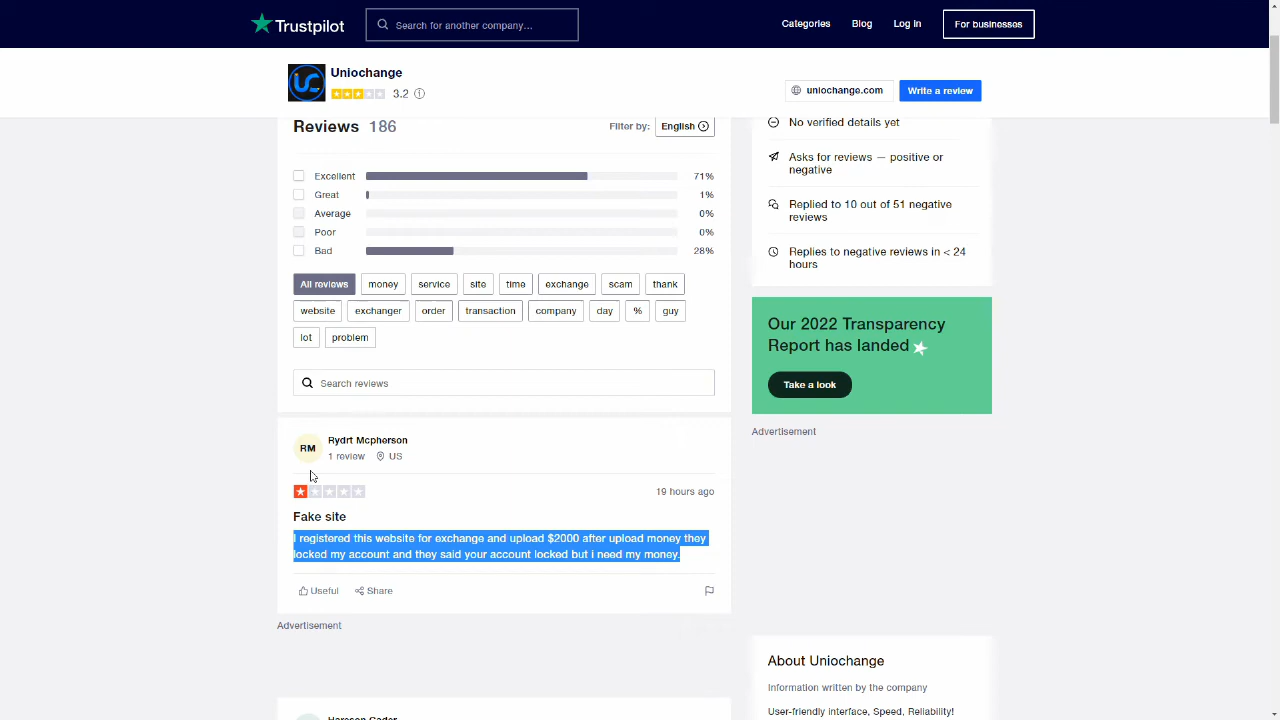 Trustpilot
Search for another company...
Categories
Blog
Log in
For businesses
Uniochange
3.2
uniochange.com
Write a review
Reviews 186
Filter by:
English
Excellent 71%
Great 1%
Average 0%
Poor 0%
Bad 28%
All reviews
money
service
site
time
exchange
scam
thank
website
exchanger
order
transaction
company
day
%
guy
lot
problem
Search reviews
RM
Rydrt Mcpherson
1 review US
19 hours ago
Fake site
I registered this website for exchange and upload $2000 after upload money they
locked my account and they said your account locked but i need my money.
Useful
Share
Advertisement
No verified details yet
Asks for reviews — positive or
negative
Replied to 10 out of 51 negative
reviews
Replies to negative reviews in < 24
hours
Our 2022 Transparency
Report has landed
Take a look
Advertisement
About Uniochange
Information written by the company
User-friendly interface, Speed, Reliability!